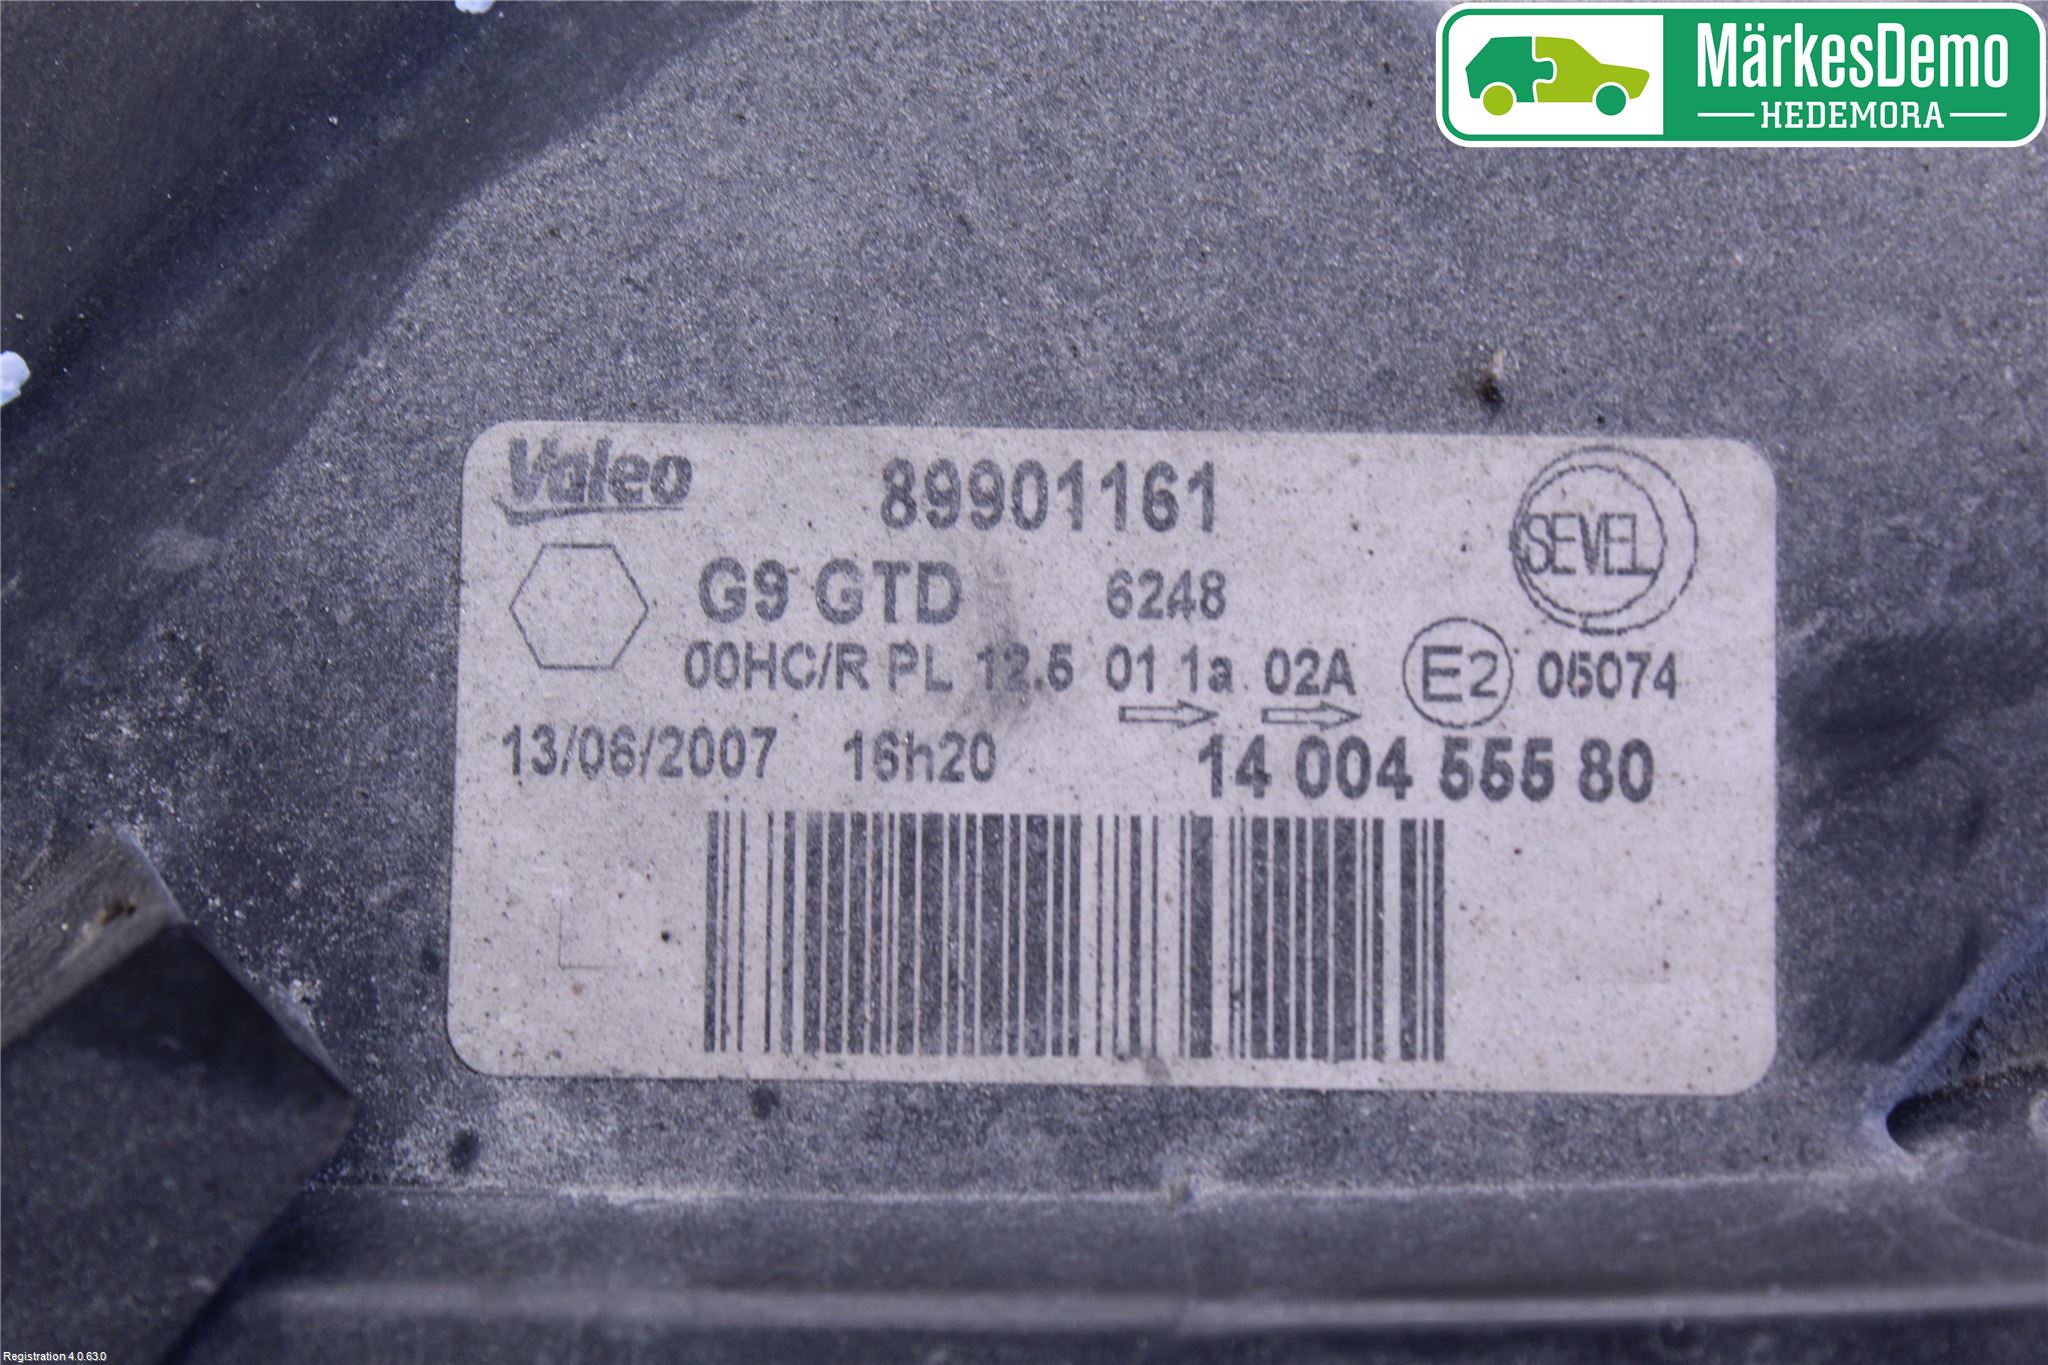 MärkesDemo
HEDEMORA
Valeo 89901161
SEVEL
G9 GTD 6248
00HC/R PL 12.5 01 1a 02A E2 05074
13/06/2007 16h20 14 004 555 80
Registration 4.0.63.0